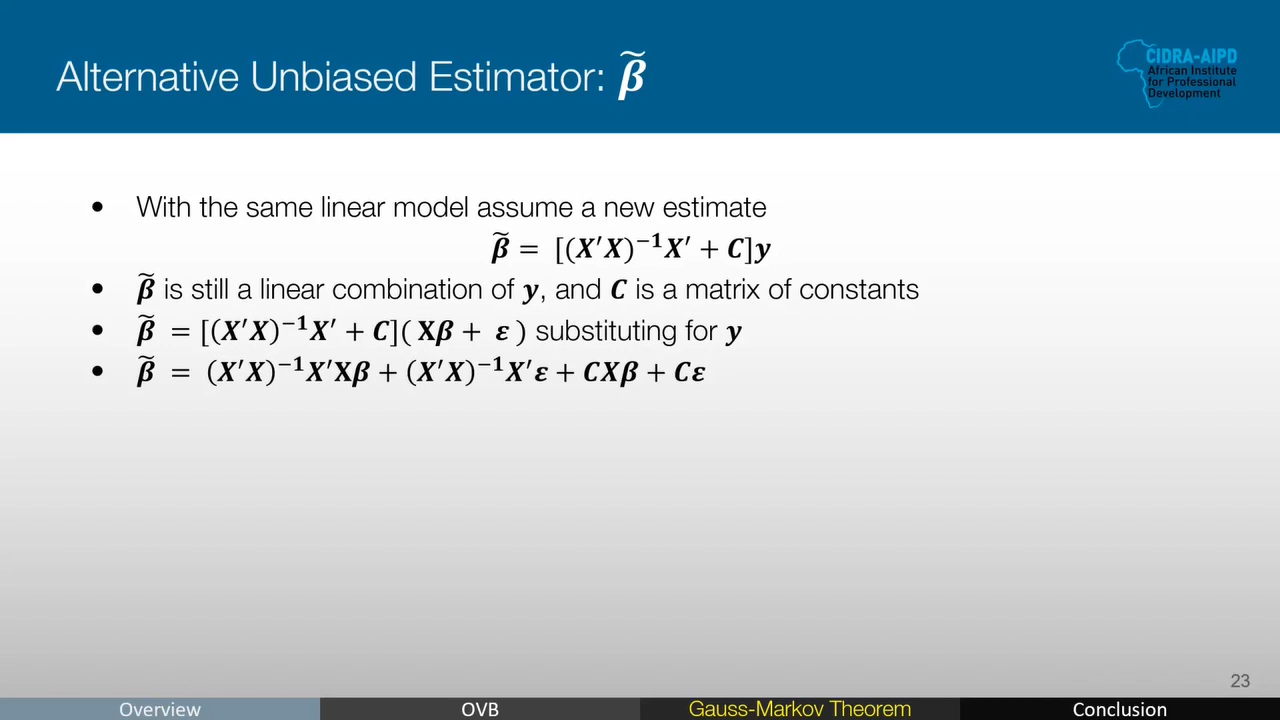 Alternative Unbiased Estimator: β̃
CIDRA-AIPD
African Institute
for Professional
Development
• With the same linear model assume a new estimate
β̃ = [(X′X)⁻¹X′ + C]y
• β̃ is still a linear combination of y, and C is a matrix of constants
• β̃ = [(X′X)⁻¹X′ + C](Xβ + ε) substituting for y
• β̃ = (X′X)⁻¹X′Xβ + (X′X)⁻¹X′ε + CXβ + Cε
23
Overview OVB Gauss-Markov Theorem Conclusion